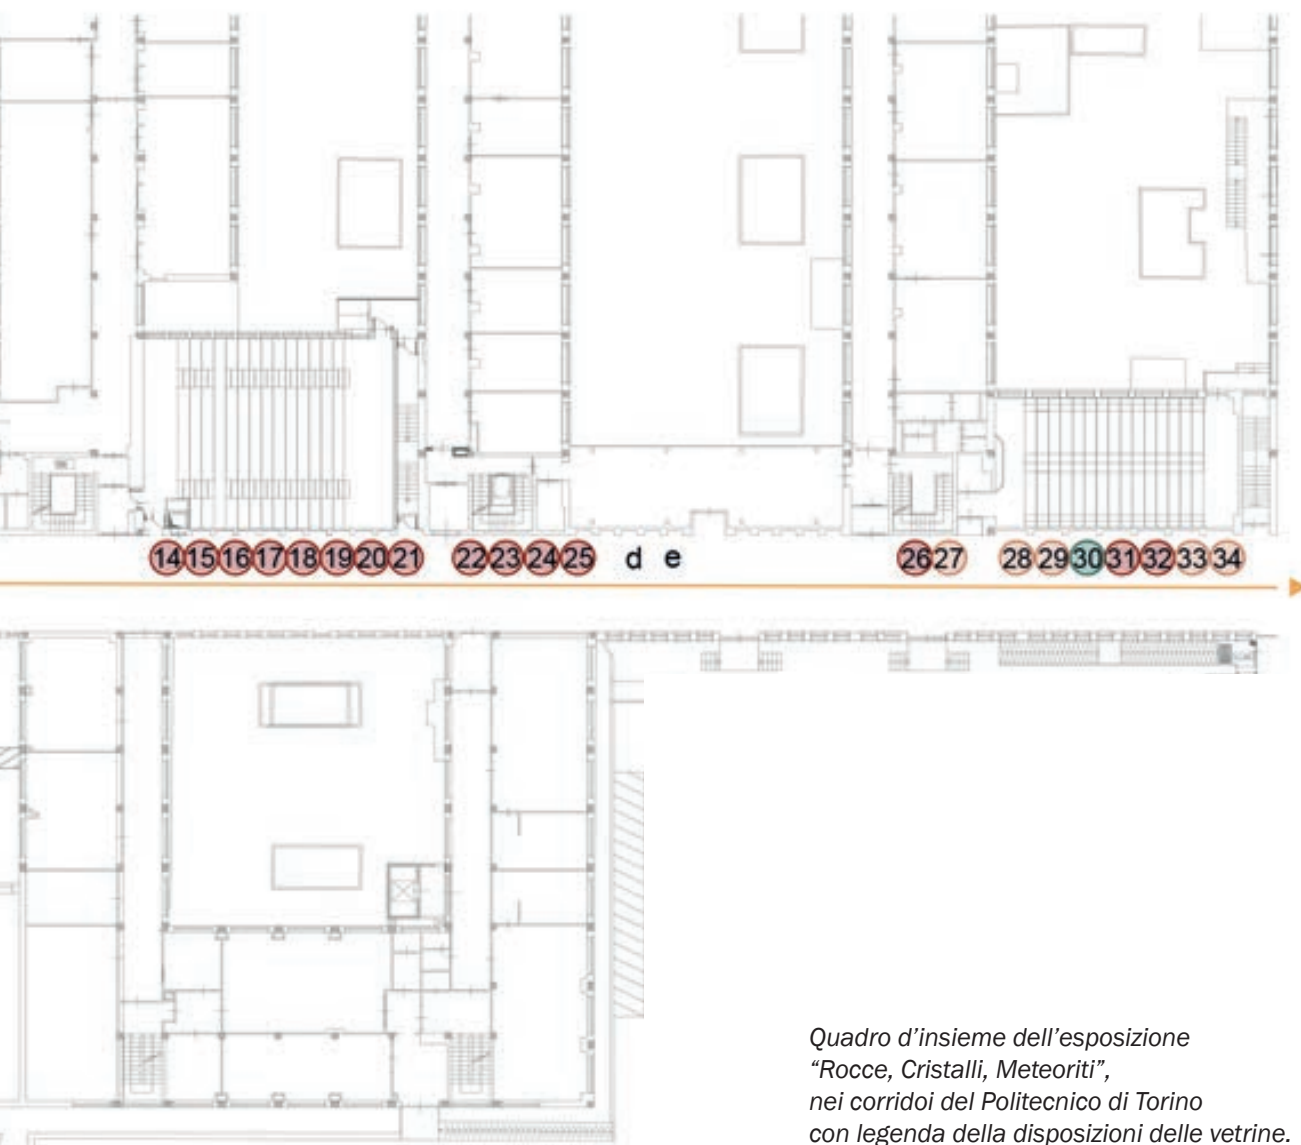 14 15 16 17 18 19 20 21 22 23 24 25 d e 26 27 28 29 30 31 32 33 34
Quadro d’insieme dell’esposizione
“Rocce, Cristalli, Meteoriti”,
nei corridoi del Politecnico di Torino
con legenda della disposizioni delle vetrine.